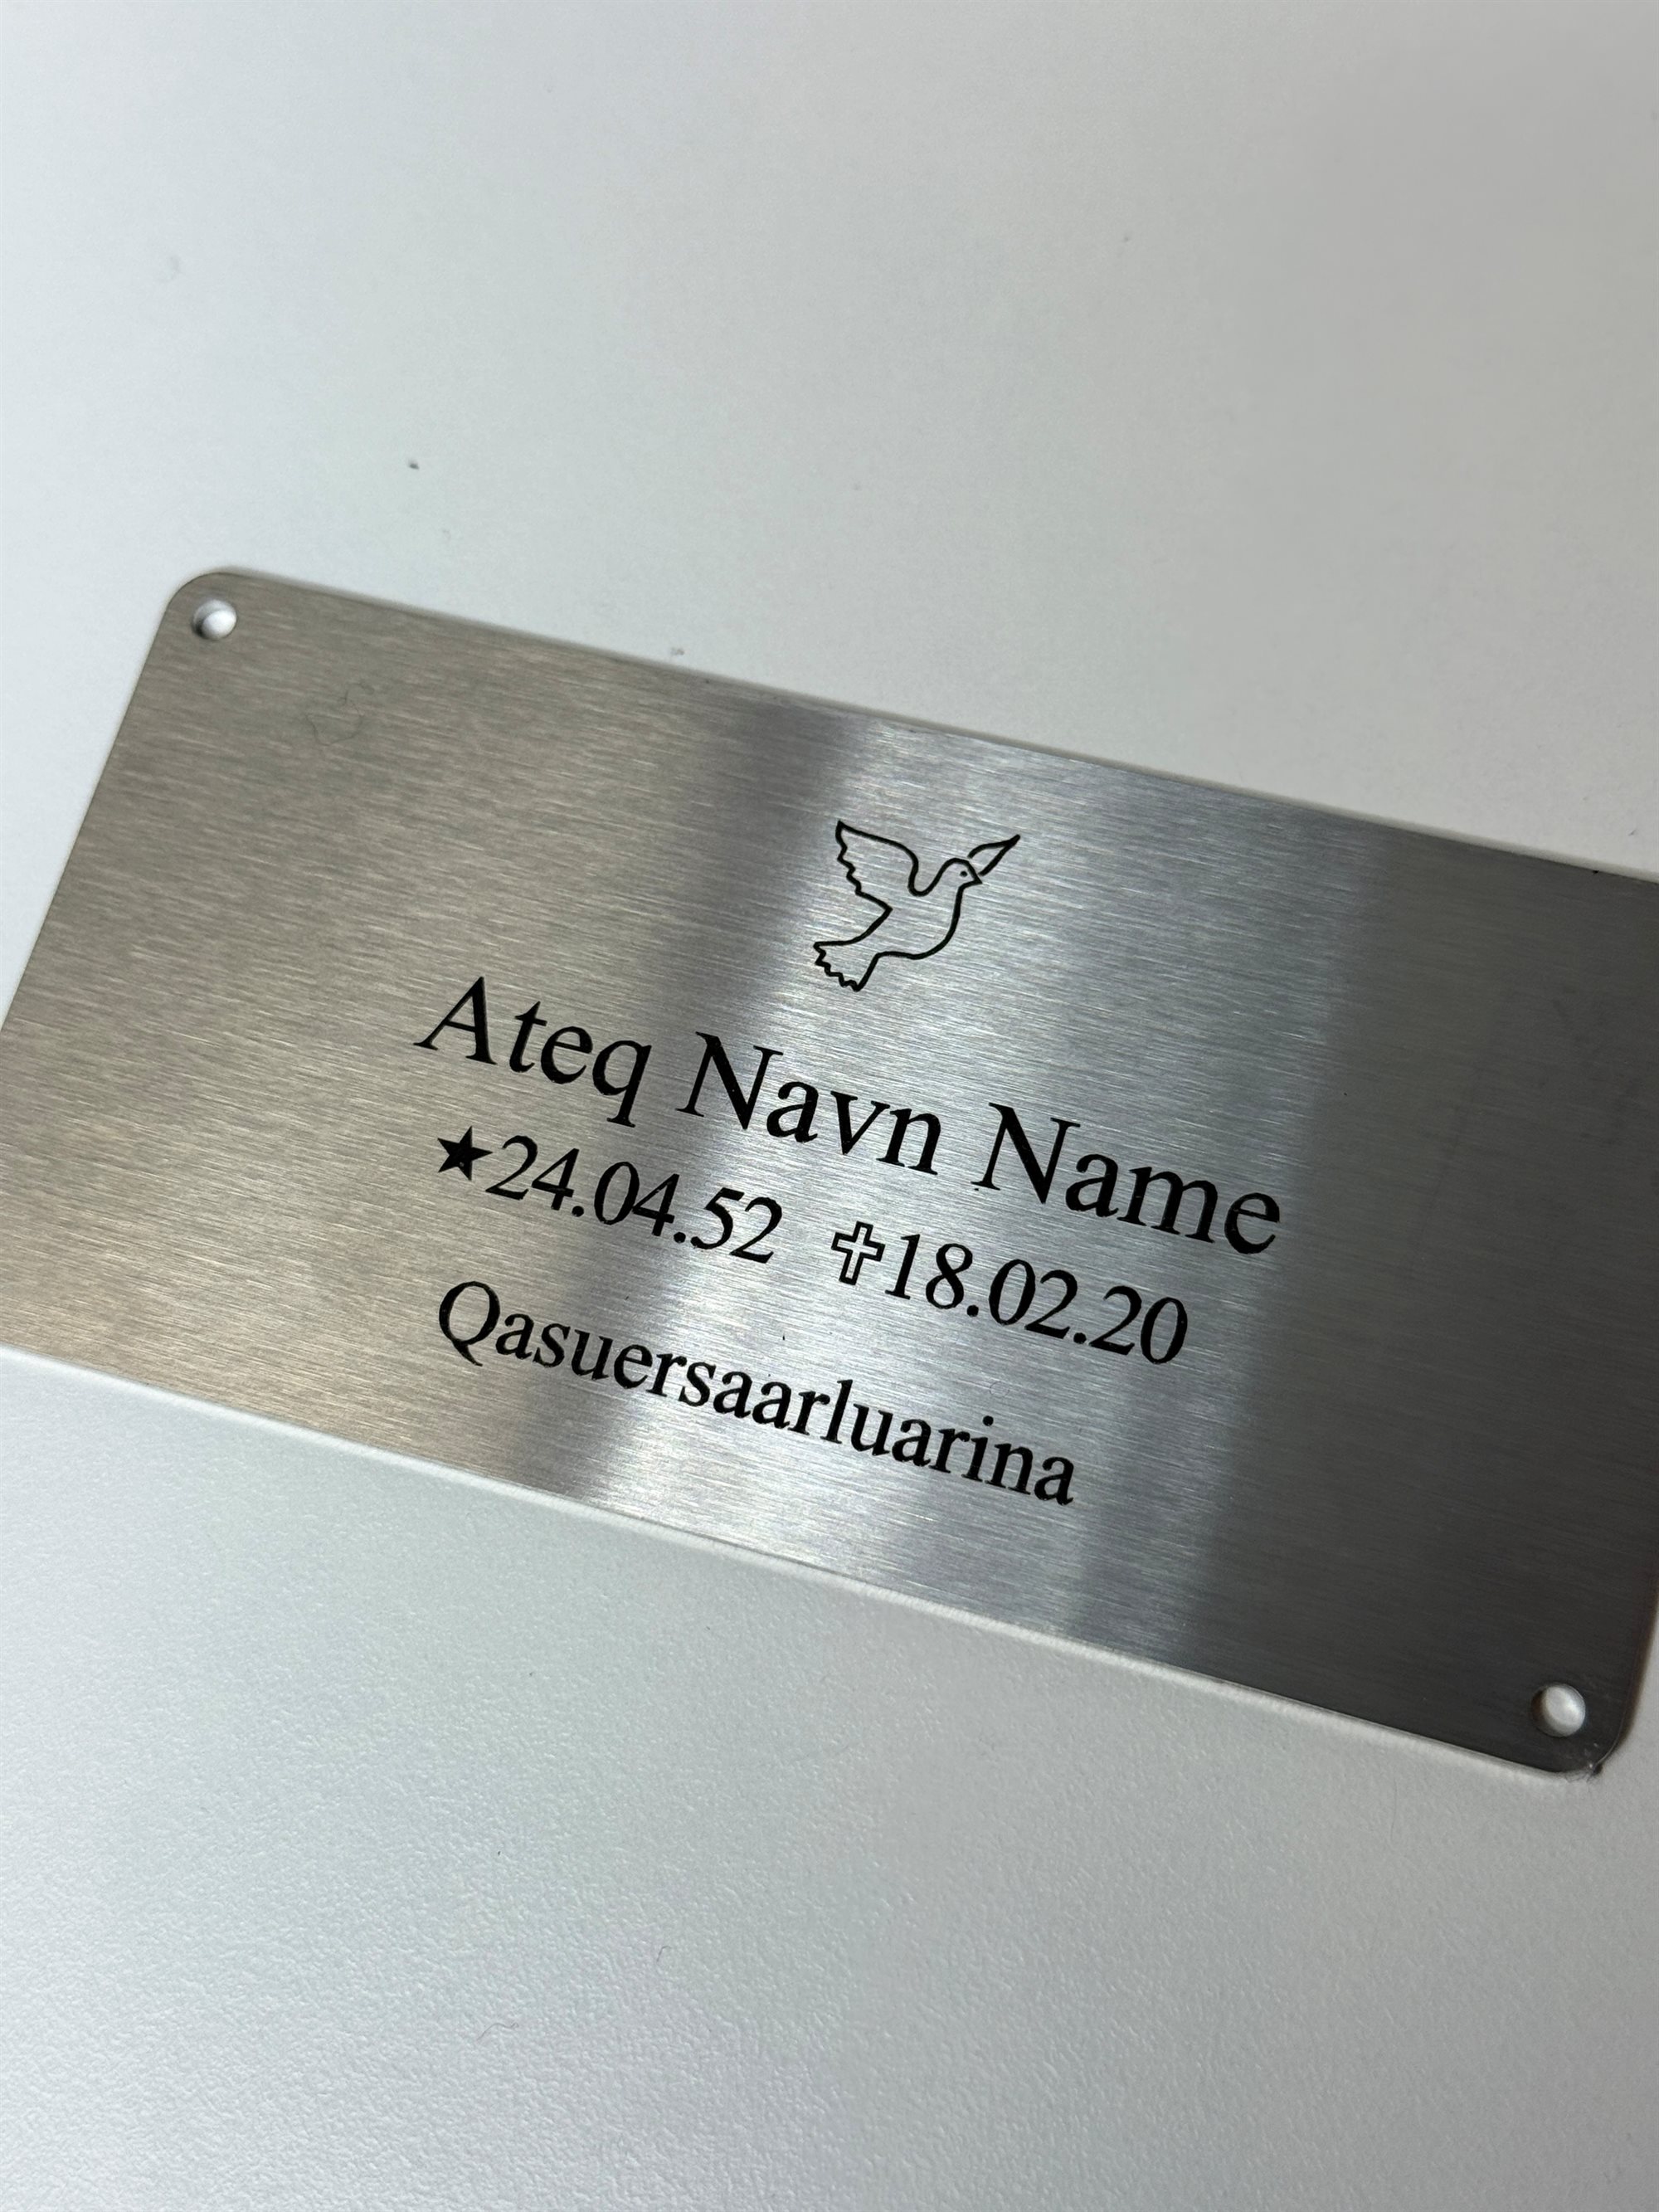 Ateq Navn Name
★24.04.52 ✞18.02.20
Qasuersaarluarina